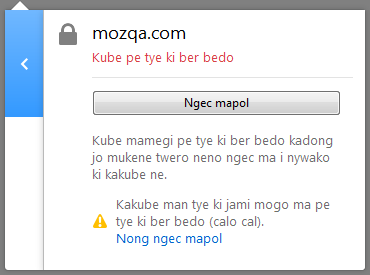 mozqa.com
Kube pe tye ki ber bedo
Ngec mapol
Kube mamegi pe tye ki ber bedo kadong
jo mukene twero neno ngec ma i nywako
ki kakube ne.
Kakube man tye ki jami mogo ma pe
tye ki ber bedo (calo cal).
Nong ngec mapol